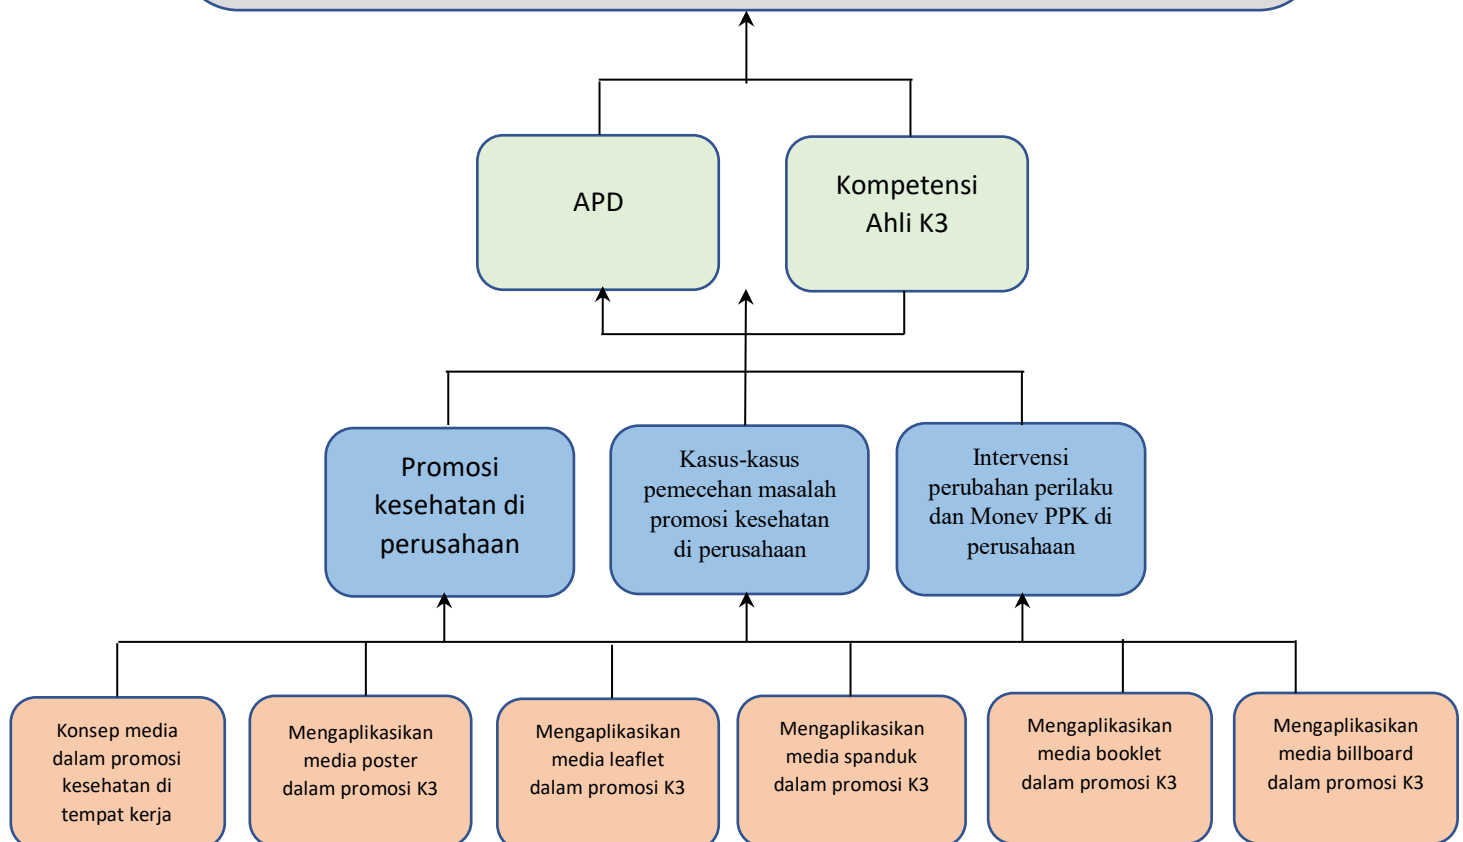 APD
Kompetensi
Ahli K3
Promosi
kesehatan di
perusahaan
Kasus-kasus
pemecehan masalah
promosi kesehatan
di perusahaan
Intervensi
perubahan perilaku
dan Monev PPK di
perusahaan
Konsep media
dalam promosi
kesehatan di
tempat kerja
Mengaplikasikan
media poster
dalam promosi K3
Mengaplikasikan
media leaflet
dalam promosi K3
Mengaplikasikan
media spanduk
dalam promosi K3
Mengaplikasikan
media booklet
dalam promosi K3
Mengaplikasikan
media billboard
dalam promosi K3